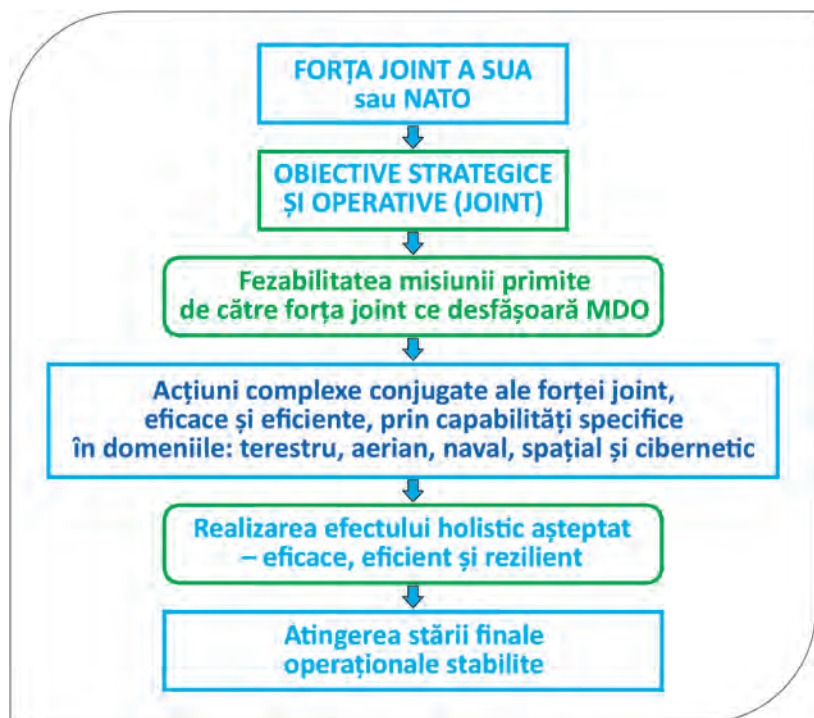 FORȚA JOINT A SUA
sau NATO
OBIECTIVE STRATEGICE
ȘI OPERATIVE (JOINT)
Fezabilitatea misiunii primite
de către forța joint ce desfășoară MDO
Acțiuni complexe conjugate ale forței joint,
eficace și eficiente, prin capabilități specifice
în domeniile: terestru, aerian, naval, spațial și cibernetic
Realizarea efectului holistic așteptat
– eficace, eficient și rezilient
Atingerea stării finale
operaționale stabilite